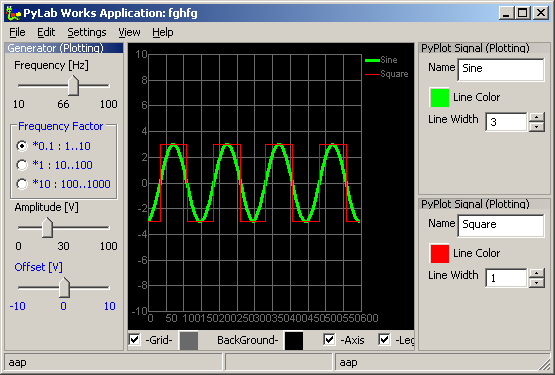 PyLab Works Application: fghfg
File Edit Settings View Help
Generator (Plotting)
Frequency [Hz]
10 66 100
Frequency Factor
*0.1 : 1..10
*1 : 10..100
*10 : 100..1000
Amplitude [V]
0 30 100
Offset [V]
-10 0 10
10
8
6
4
2
0
-2
-4
-6
-8
-10
0 50 100 150 200 250 300 350 400 450 500 550 600
Sine
Square
-Grid- BackGround- -Axis -Leg
PyPlot Signal (Plotting)
Name Sine
Line Color
Line Width 3
PyPlot Signal (Plotting)
Name Square
Line Color
Line Width 1
aap aap